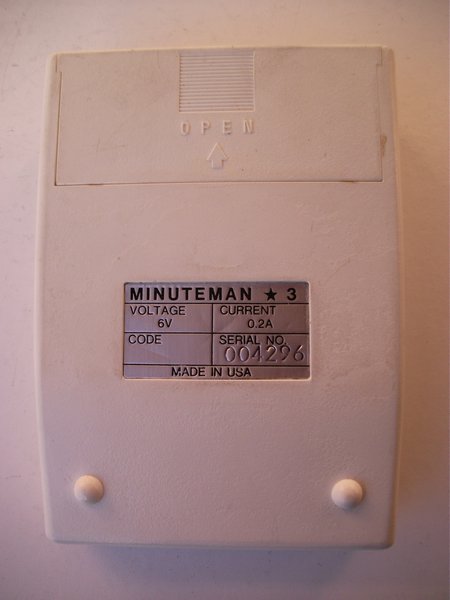 OPEN
MINUTEMAN ★ 3
VOLTAGE CURRENT
6V 0.2A
CODE SERIAL NO.
004296
MADE IN USA